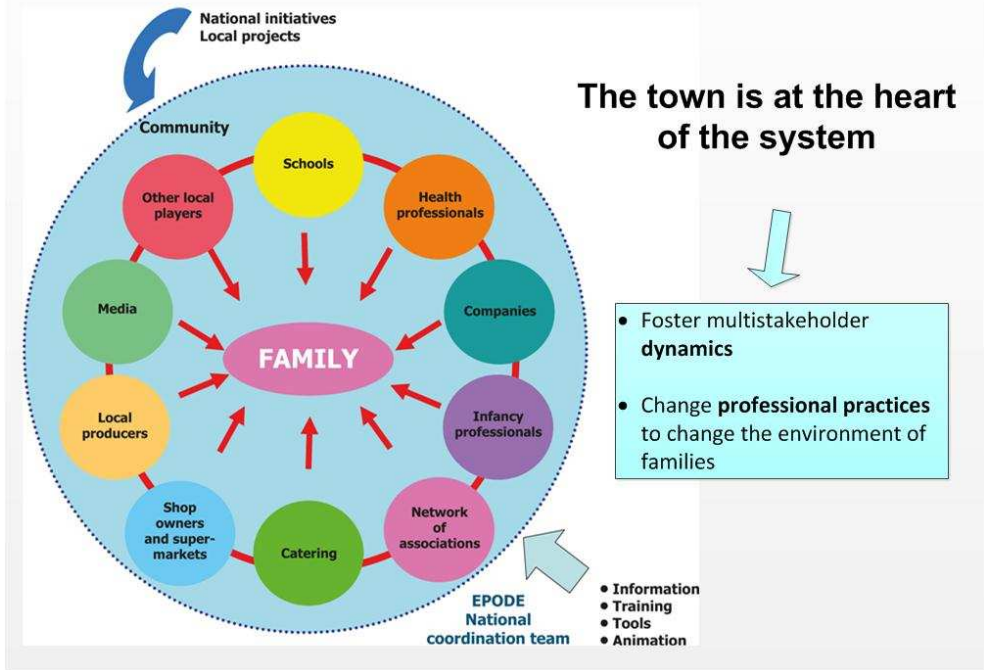 National initiatives
Local projects
The town is at the heart
of the system
Community
Schools
Other local
players
Health
professionals
Media
Companies
FAMILY
Local
producers
Infancy
professionals
Shop
owners
and super-
markets
Catering
Network
of
associations
• Foster multistakeholder
dynamics
• Change professional practices
to change the environment of
families
EPODE
National
coordination team
• Information
• Training
• Tools
• Animation